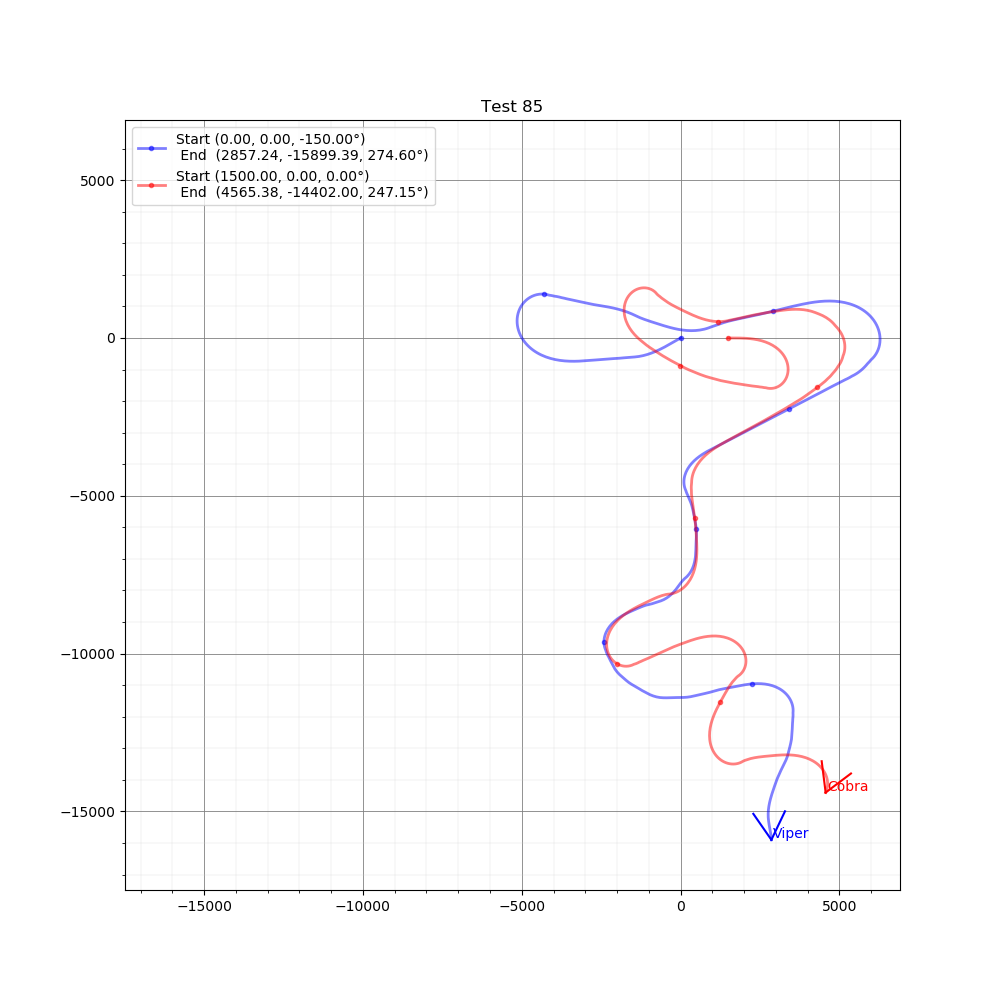 Test 85
Start (0.00, 0.00, -150.00°)
End  (2857.24, -15899.39, 274.60°)
Start (1500.00, 0.00, 0.00°)
End  (4565.38, -14402.00, 247.15°)
5000
0
−5000
−10000
−15000
Cobra
Viper
−15000
−10000
−5000
0
5000